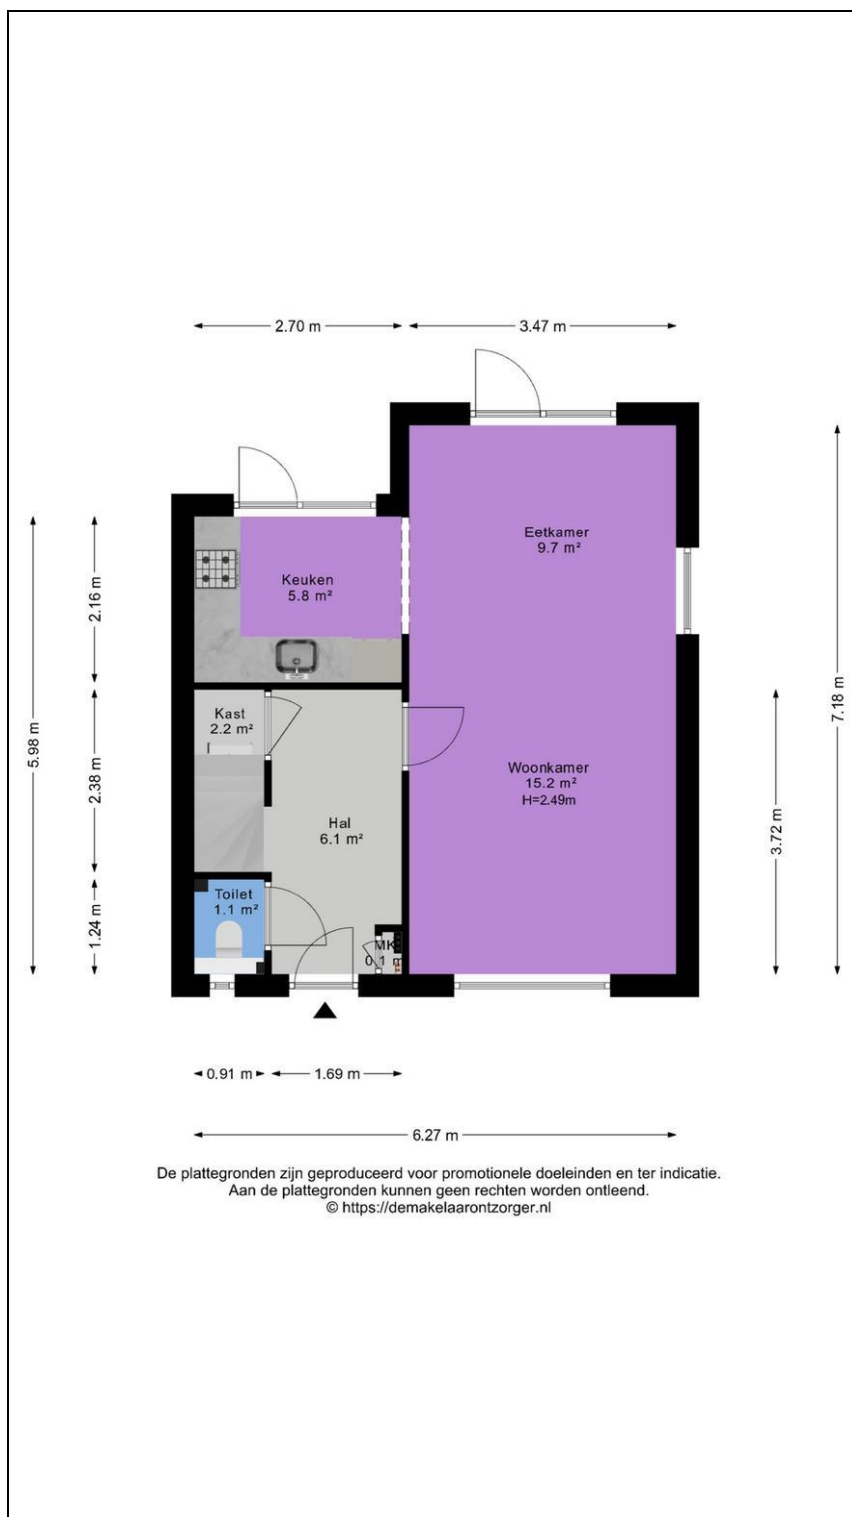 2.70 m
3.47 m
Eetkamer
9.7 m²
Keuken
5.8 m²
2.16 m
5.98 m
7.18 m
Kast
2.2 m²
2.38 m
Woonkamer
15.2 m²
H=2.49m
3.72 m
Hal
6.1 m²
Toilet
1.1 m²
1.24 m
MK
0.1 m
0.91 m
1.69 m
6.27 m
De plattegronden zijn geproduceerd voor promotionele doeleinden en ter indicatie.
Aan de plattegronden kunnen geen rechten worden ontleend.
© https://demakelaarontzorger.nl